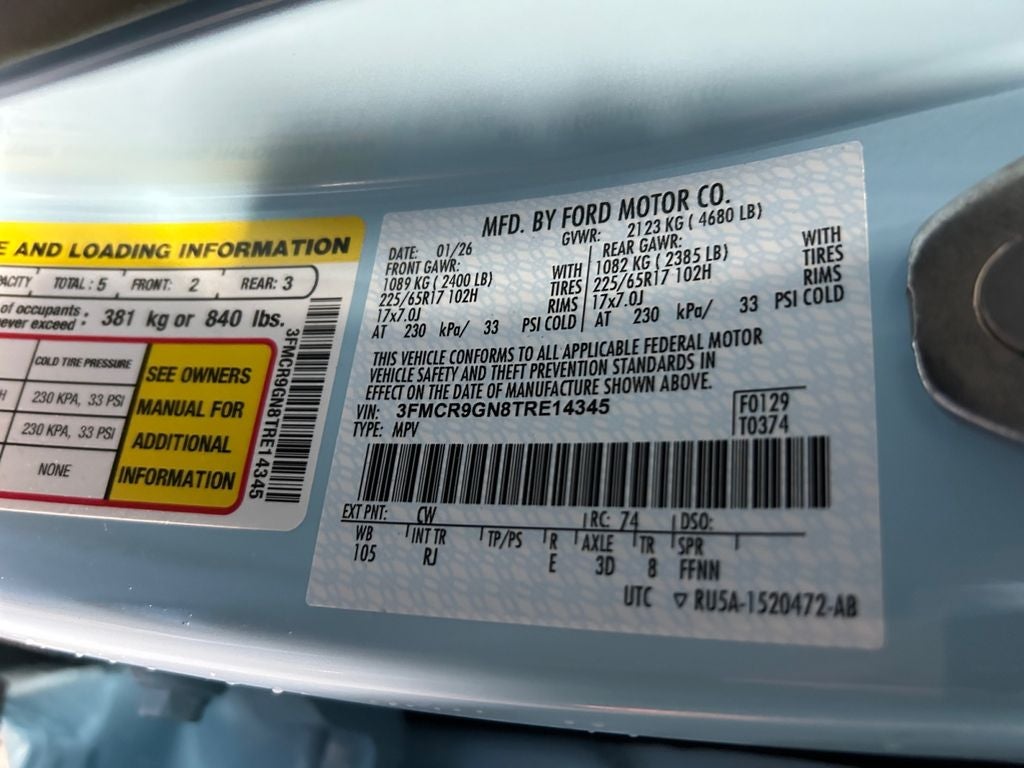 E AND LOADING INFORMATION
ACITY TOTAL: 5 FRONT: 2 REAR: 3
of occupants
never exceed: 381 kg or 840 lbs.
COLD TIRE PRESSURE
H 230 KPA, 33 PSI
230 KPA, 33 PSI
NONE
SEE OWNERS
MANUAL FOR
ADDITIONAL
INFORMATION
3FMCR9GN8TRE14345
MFD. BY FORD MOTOR CO.
DATE: 01/26 GVWR: 2123 KG ( 4680 LB)
FRONT GAWR: REAR GAWR:
1089 KG ( 2400 LB) WITH 1082 KG ( 2385 LB) WITH
225/65R17 102H TIRES 225/65R17 102H TIRES
17x7.0J RIMS 17x7.0J RIMS
AT 230 kPa/ 33 PSI COLD AT 230 kPa/ 33 PSI COLD
THIS VEHICLE CONFORMS TO ALL APPLICABLE FEDERAL MOTOR
VEHICLE SAFETY AND THEFT PREVENTION STANDARDS IN
EFFECT ON THE DATE OF MANUFACTURE SHOWN ABOVE.
VIN: 3FMCR9GN8TRE14345 F0129
TYPE: MPV T0374
EXT PNT: CW RC: 74 DSO:
WB INT TR TP/PS R AXLE TR SPR
105 RJ E 3D 8 FFNN
UTC ▽ RU5A-1520472-AB